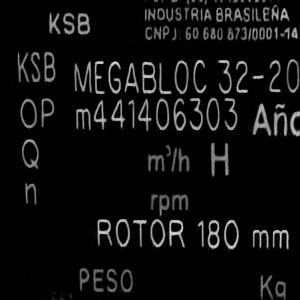 INDUSTRIA BRASILEÑA
KSB
CNPJ: 60 680 873/0001-14
KSB MEGABLOC 32-20
OP m441406303 Año
Q m³/h H
n rpm
ROTOR 180 mm
PESO Kg